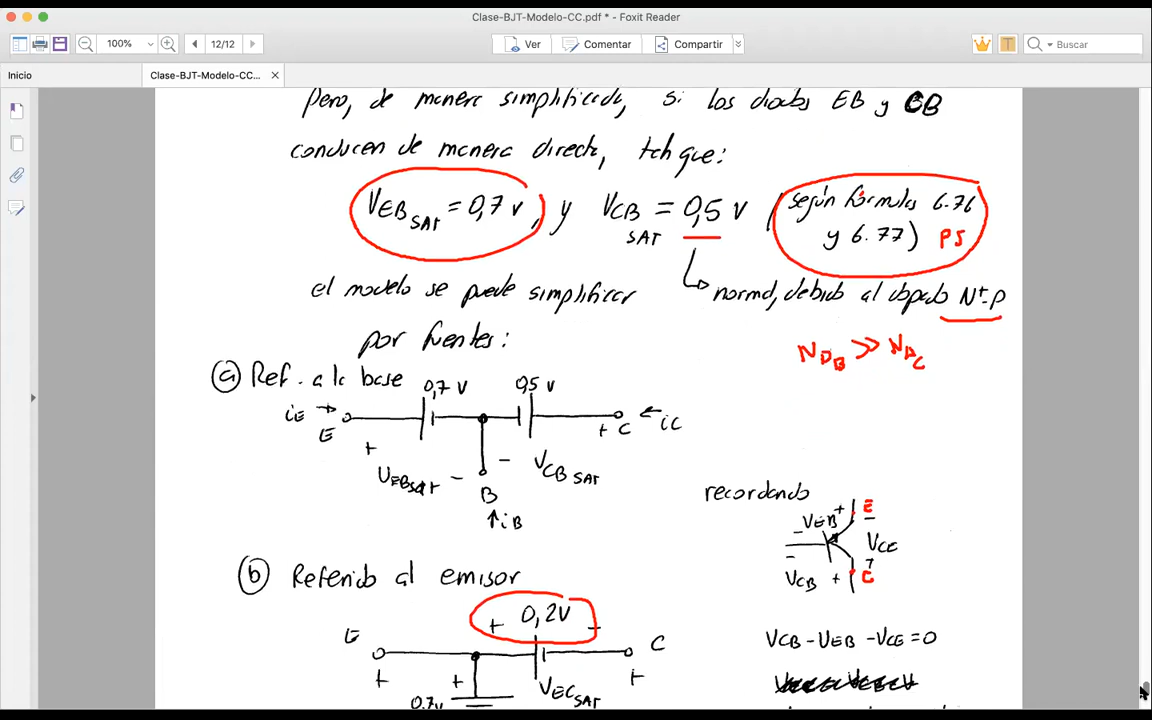 Clase-BJT-Modelo-CC.pdf * - Foxit Reader
100%
12/12
Ver
Comentar
Compartir
Buscar
Inicio
Clase-BJT-Modelo-CC...
pero, de manera simplificada, si los diodos EB y CB
conducen de manera directa, tal que:
VEB SAT = 0,7 V, y VCB SAT = 0,5 V (según fórmulas 6.76
y 6.77) PS
normal, debido al dopado N+-P
el modelo se puede simplificar
por fuentes:
NDB >> NDC
a Ref. a la base
0,7 V 0,5 V
iE → E + C ← iC
+ VEBSAT - - VCB SAT
B
↑ iB
recordando
- VEB + E
- VCE
- VCB + + C
b Referido al emisor
+ 0,2V -
E C
+ + VECSAT +
0.7V
VCB - VEB - VCE = 0